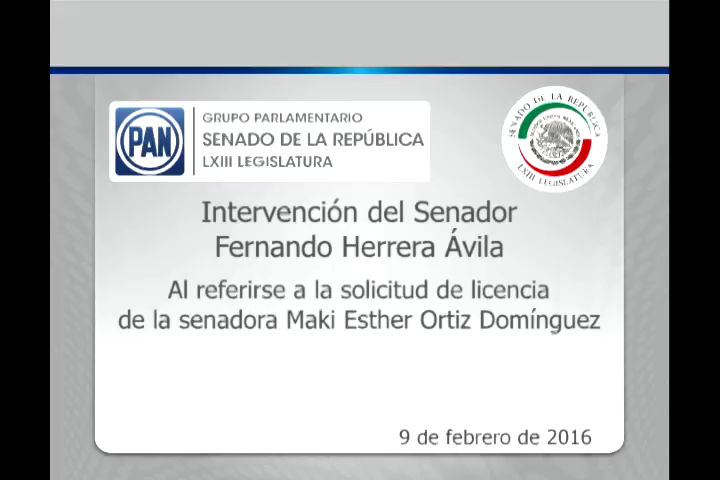 PAN
GRUPO PARLAMENTARIO
SENADO DE LA REPÚBLICA
LXIII LEGISLATURA
SENADO DE LA REPÚBLICA
LXIII LEGISLATURA
Intervención del Senador
Fernando Herrera Ávila
Al referirse a la solicitud de licencia
de la senadora Maki Esther Ortiz Domínguez
9 de febrero de 2016